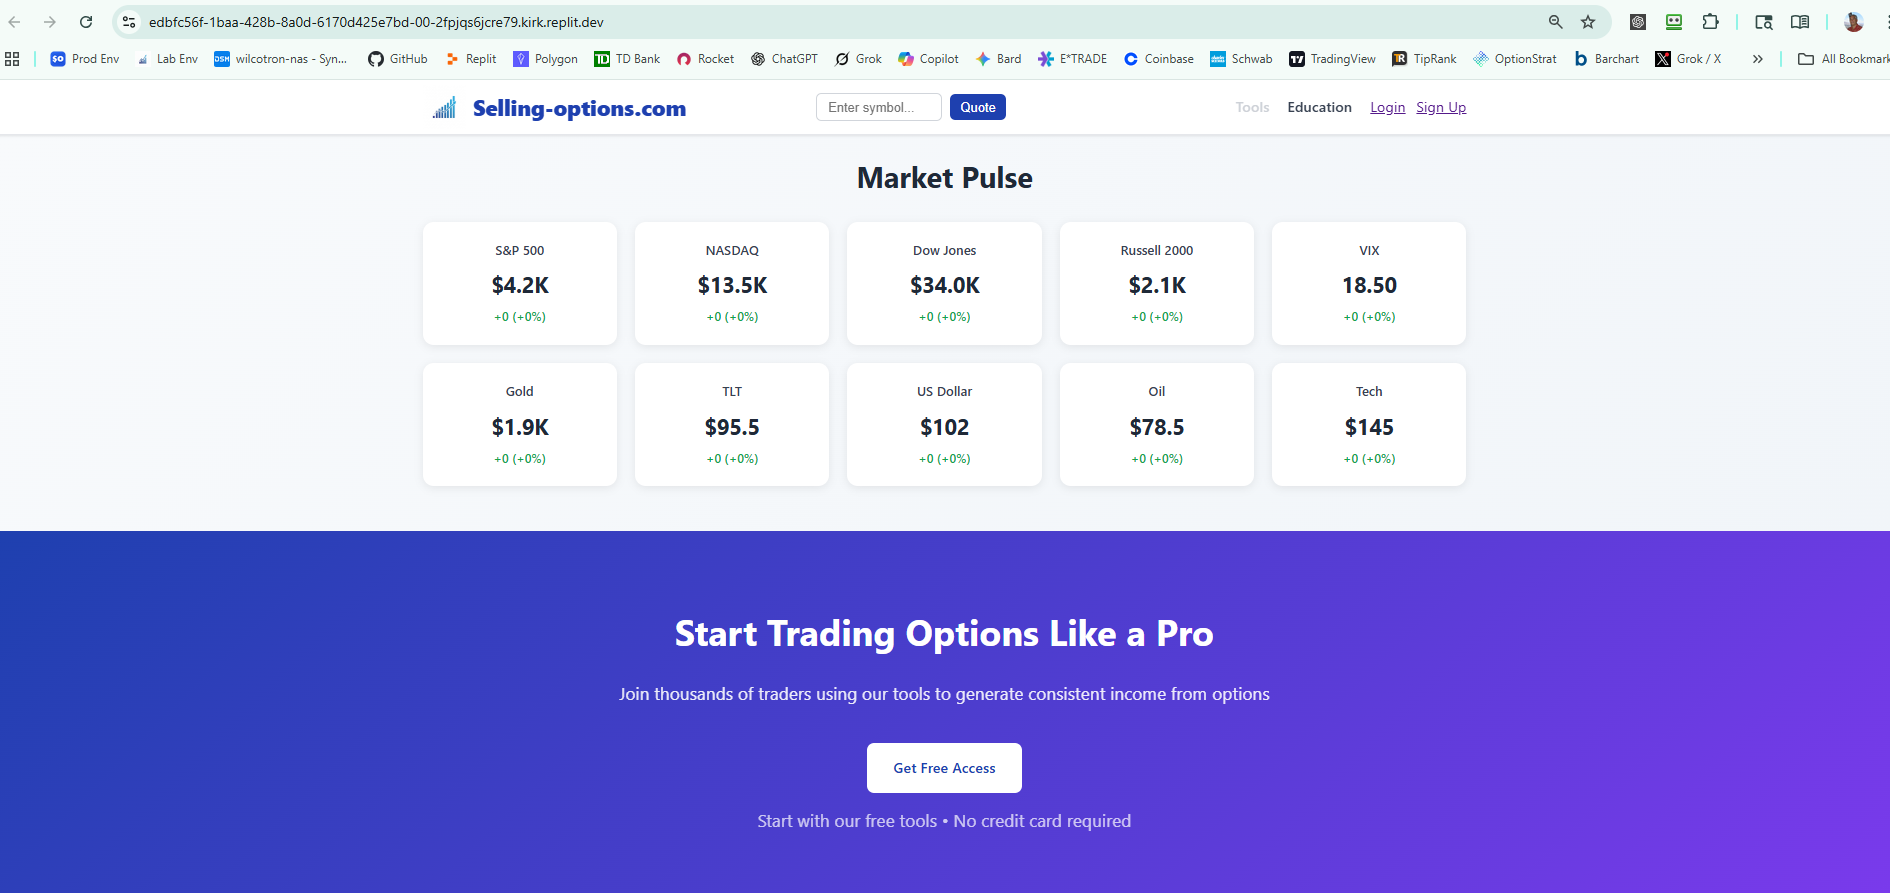 edbfc56f-1baa-428b-8a0d-6170d425e7bd-00-2fpjqs6jcre79.kirk.replit.dev
$O Prod Env Lab Env DSM wilcotron-nas - Syn... GitHub Replit Polygon TD TD Bank Rocket ChatGPT Grok Copilot Bard E*TRADE Coinbase Schwab TradingView TipRank OptionStrat b Barchart Grok / X » All Bookmark
Selling-options.com Enter symbol... Quote Tools Education Login Sign Up
Market Pulse
S&P 500 NASDAQ Dow Jones Russell 2000 VIX
$4.2K $13.5K $34.0K $2.1K 18.50
+0 (+0%) +0 (+0%) +0 (+0%) +0 (+0%) +0 (+0%)
Gold TLT US Dollar Oil Tech
$1.9K $95.5 $102 $78.5 $145
+0 (+0%) +0 (+0%) +0 (+0%) +0 (+0%) +0 (+0%)
Start Trading Options Like a Pro
Join thousands of traders using our tools to generate consistent income from options
Get Free Access
Start with our free tools • No credit card required